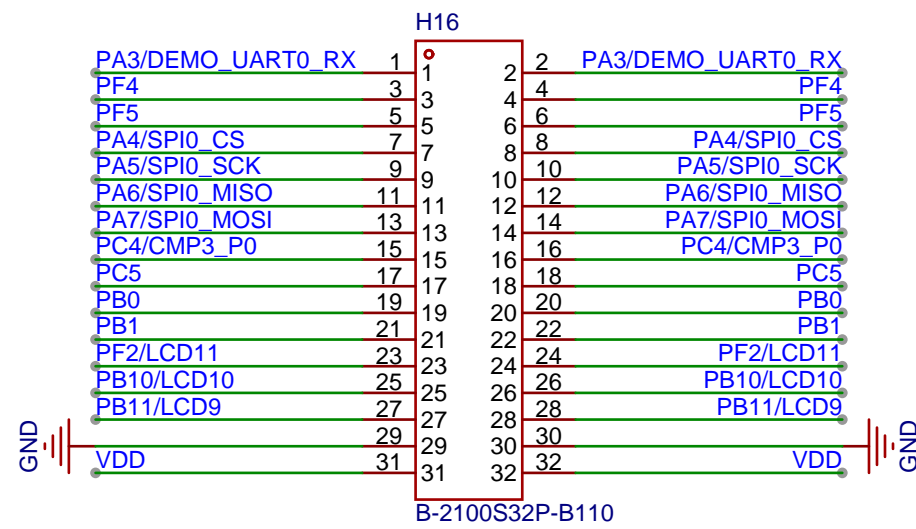 H16
PA3/DEMO_UART0_RX 1 1 2 2 PA3/DEMO_UART0_RX
PF4 3 3 4 4 PF4
PF5 5 5 6 6 PF5
PA4/SPI0_CS 7 7 8 8 PA4/SPI0_CS
PA5/SPI0_SCK 9 9 10 10 PA5/SPI0_SCK
PA6/SPI0_MISO 11 11 12 12 PA6/SPI0_MISO
PA7/SPI0_MOSI 13 13 14 14 PA7/SPI0_MOSI
PC4/CMP3_P0 15 15 16 16 PC4/CMP3_P0
PC5 17 17 18 18 PC5
PB0 19 19 20 20 PB0
PB1 21 21 22 22 PB1
PF2/LCD11 23 23 24 24 PF2/LCD11
PB10/LCD10 25 25 26 26 PB10/LCD10
PB11/LCD9 27 27 28 28 PB11/LCD9
GND 29 29 30 30 GND
VDD 31 31 32 32 VDD
B-2100S32P-B110